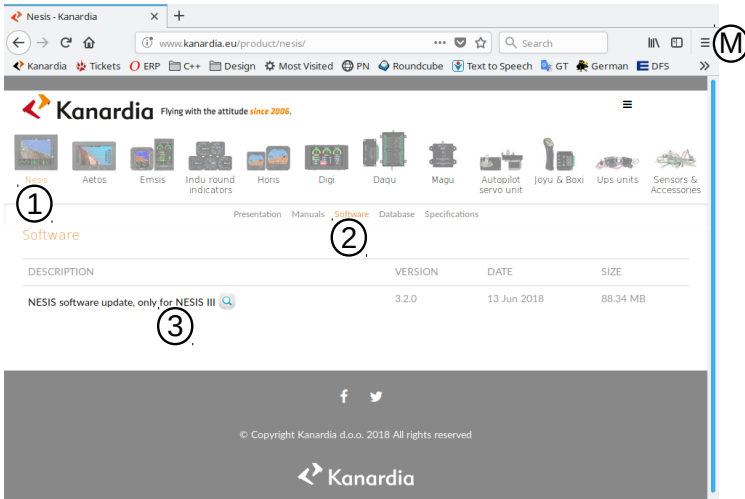 Nesis - Kanardia
www.kanardia.eu/product/nesis/
Search
M
Kanardia Tickets ERP C++ Design Most Visited PN Roundcube Text to Speech GT German DFS
Kanardia Flying with the attitude since 2006.
Nesis Aetos Emsis Indu round indicators Horis Digi Daqu Magu Autopilot servo unit Joyu & Boxi Ups units Sensors & Accessories
1
Presentation Manuals Software Database Specifications
2
Software
DESCRIPTION VERSION DATE SIZE
NESIS software update, only for NESIS III 3.2.0 13 Jun 2018 88.34 MB
3
© Copyright Kanardia d.o.o. 2018 All rights reserved
Kanardia